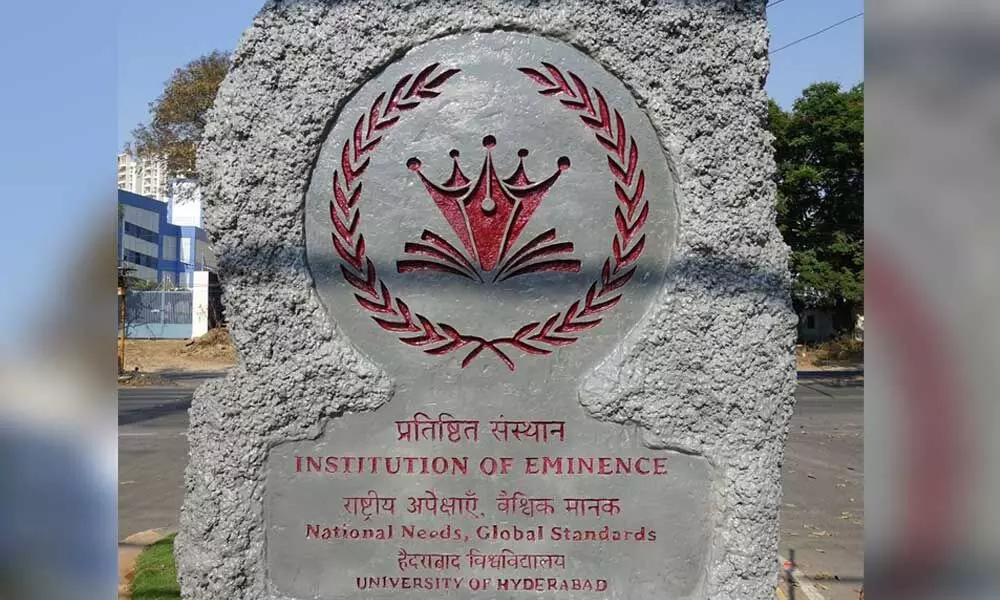 प्रतिष्ठित संस्थान
INSTITUTION OF EMINENCE
राष्ट्रीय अपेक्षाएँ, वैश्विक मानक
National Needs, Global Standards
हैदराबाद विश्वविद्यालय
UNIVERSITY OF HYDERABAD